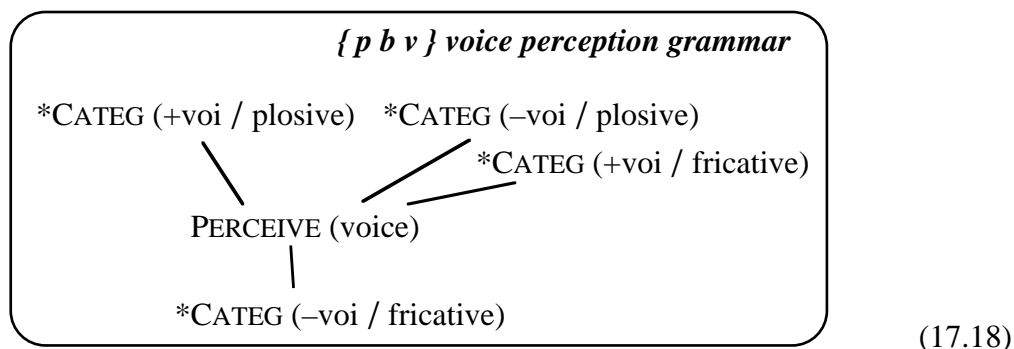 { p b v } voice perception grammar
*CATEG (+voi / plosive) *CATEG (–voi / plosive)
*CATEG (+voi / fricative)
PERCEIVE (voice)
*CATEG (–voi / fricative)
(17.18)